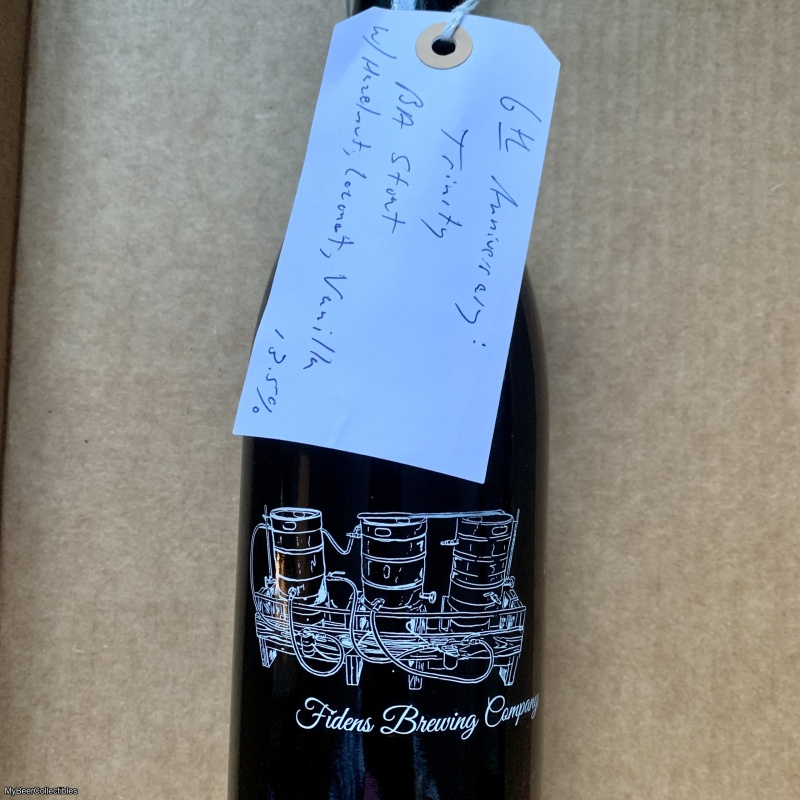 6th Anniversary:
Trinity
BA Stout
w/ Hazelnut, Coconut, Vanilla
13.5%
Fidens Brewing Company
MyBeerCollectibles